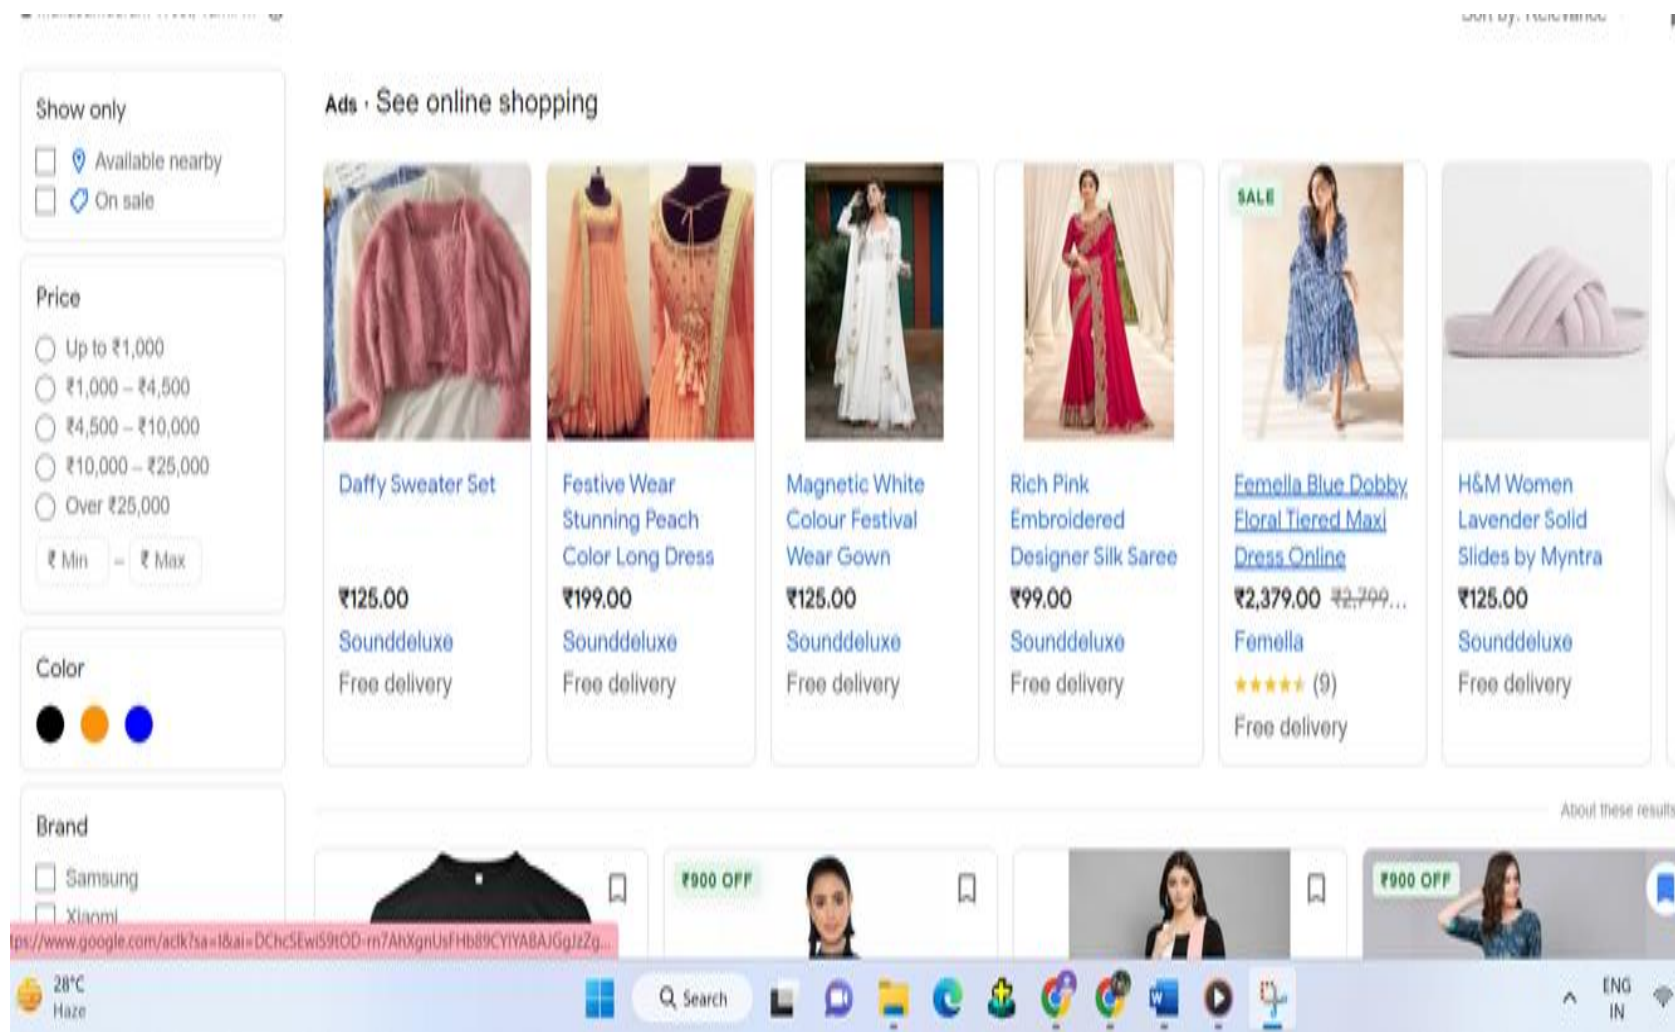 Sort by: Relevance
Show only
Available nearby
On sale
Price
Up to ₹1,000
₹1,000 – ₹4,500
₹4,500 – ₹10,000
₹10,000 – ₹25,000
Over ₹25,000
₹ Min – ₹ Max
Color
Brand
Samsung
Xiaomi
Ads · See online shopping
Daffy Sweater Set
₹125.00
Sounddeluxe
Free delivery
Festive Wear
Stunning Peach
Color Long Dress
₹199.00
Sounddeluxe
Free delivery
Magnetic White
Colour Festival
Wear Gown
₹125.00
Sounddeluxe
Free delivery
Rich Pink
Embroidered
Designer Silk Saree
₹99.00
Sounddeluxe
Free delivery
SALE
Femella Blue Dobby
Floral Tiered Maxi
Dress Online
₹2,379.00 ₹2,799...
Femella
(9)
Free delivery
H&M Women
Lavender Solid
Slides by Myntra
₹125.00
Sounddeluxe
Free delivery
About these results
₹900 OFF
₹900 OFF
28°C
Haze
Search
ENG
IN